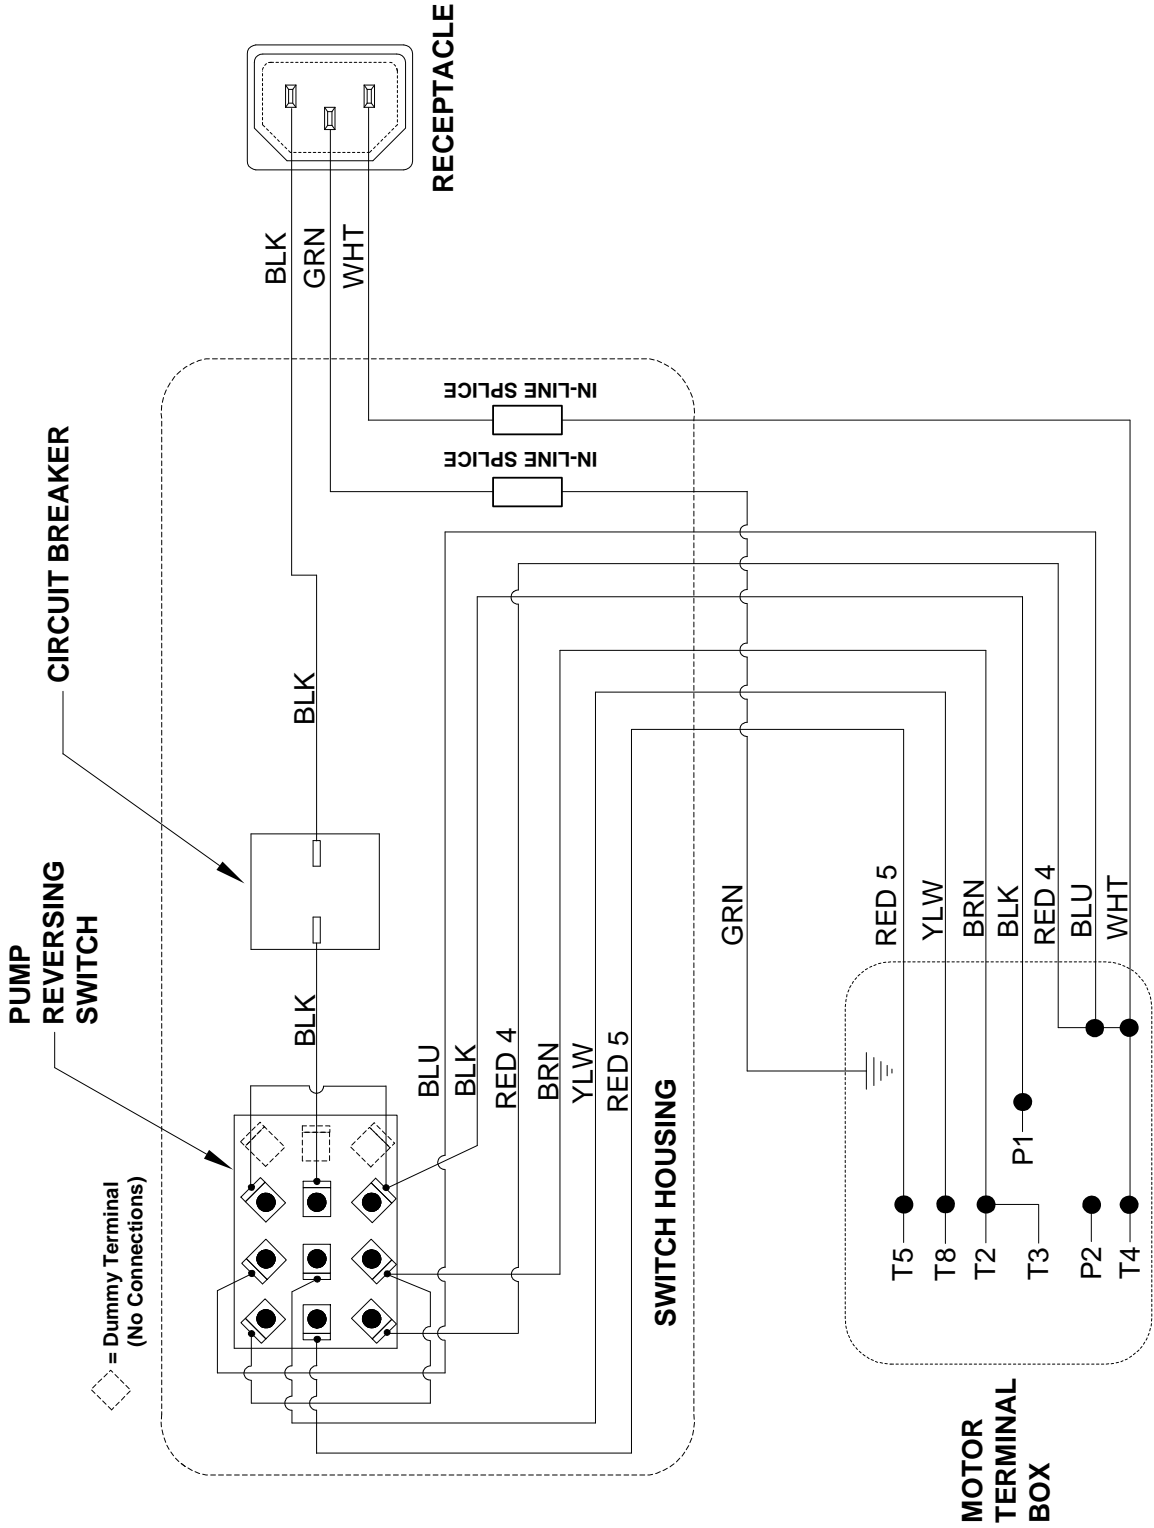 PUMP
REVERSING
SWITCH
CIRCUIT BREAKER
RECEPTACLE
= Dummy Terminal
(No Connections)
BLK
BLK
BLK
GRN
WHT
IN-LINE SPLICE
IN-LINE SPLICE
BLU
BLK
RED 4
BRN
YLW
RED 5
SWITCH HOUSING
GRN
RED 5
YLW
BRN
BLK
RED 4
BLU
WHT
T5
T8
T2
T3
P1
P2
T4
MOTOR
TERMINAL
BOX